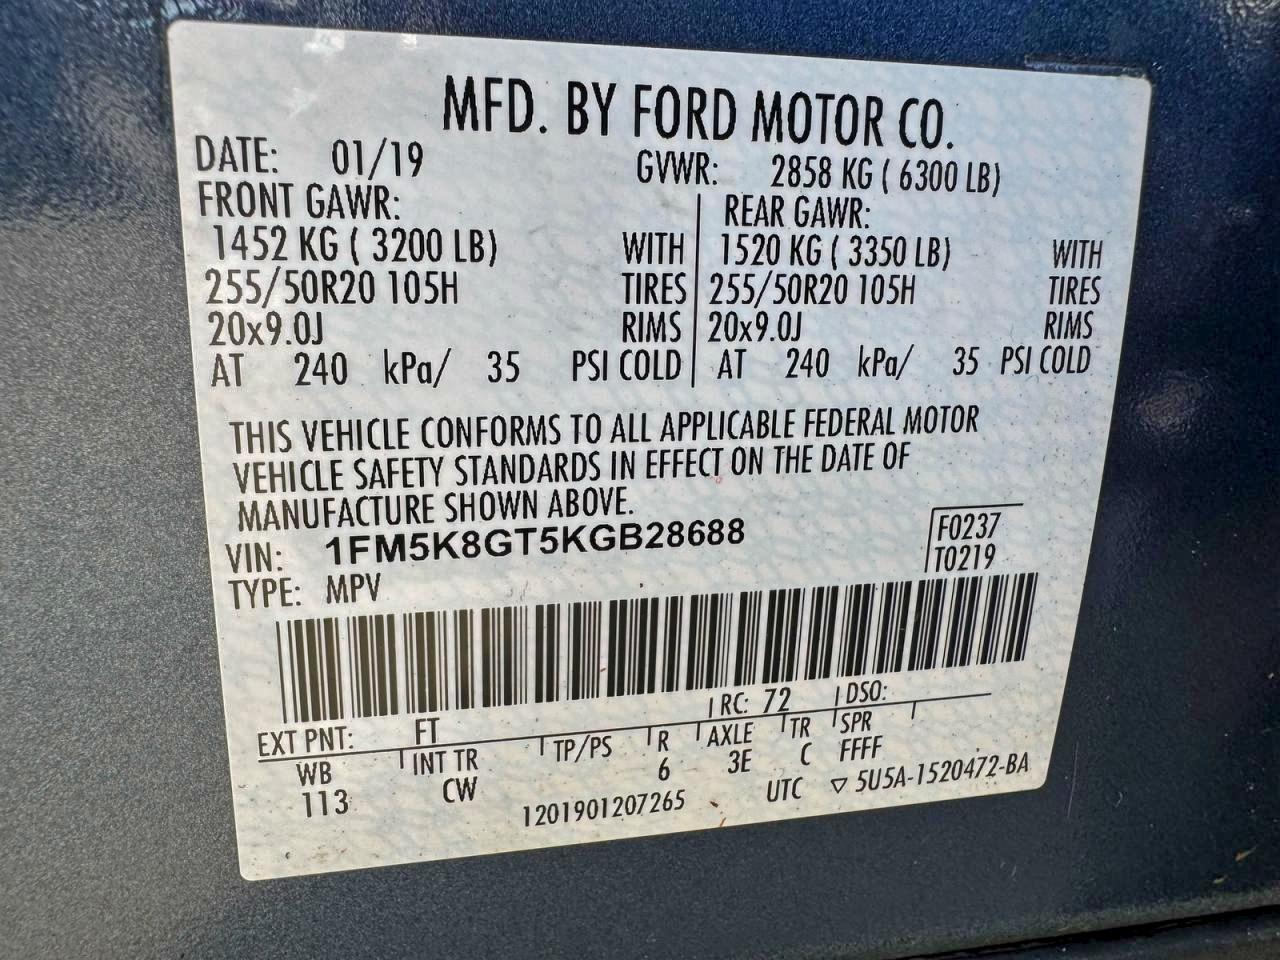 MFD. BY FORD MOTOR CO.
DATE: 01/19 GVWR: 2858 KG ( 6300 LB)
FRONT GAWR: REAR GAWR:
1452 KG ( 3200 LB) WITH 1520 KG ( 3350 LB) WITH
255/50R20 105H TIRES 255/50R20 105H TIRES
20x9.0J RIMS 20x9.0J RIMS
AT 240 kPa/ 35 PSI COLD AT 240 kPa/ 35 PSI COLD
THIS VEHICLE CONFORMS TO ALL APPLICABLE FEDERAL MOTOR
VEHICLE SAFETY STANDARDS IN EFFECT ON THE DATE OF
MANUFACTURE SHOWN ABOVE.
VIN: 1FM5K8GT5KGB28688 F0237
TYPE: MPV T0219
EXT PNT: FT RC: 72 DSO:
WB INT TR TP/PS R AXLE TR SPR
113 CW 6 3E C FFFF
1201901207265 UTC ▽ 5U5A-1520472-BA